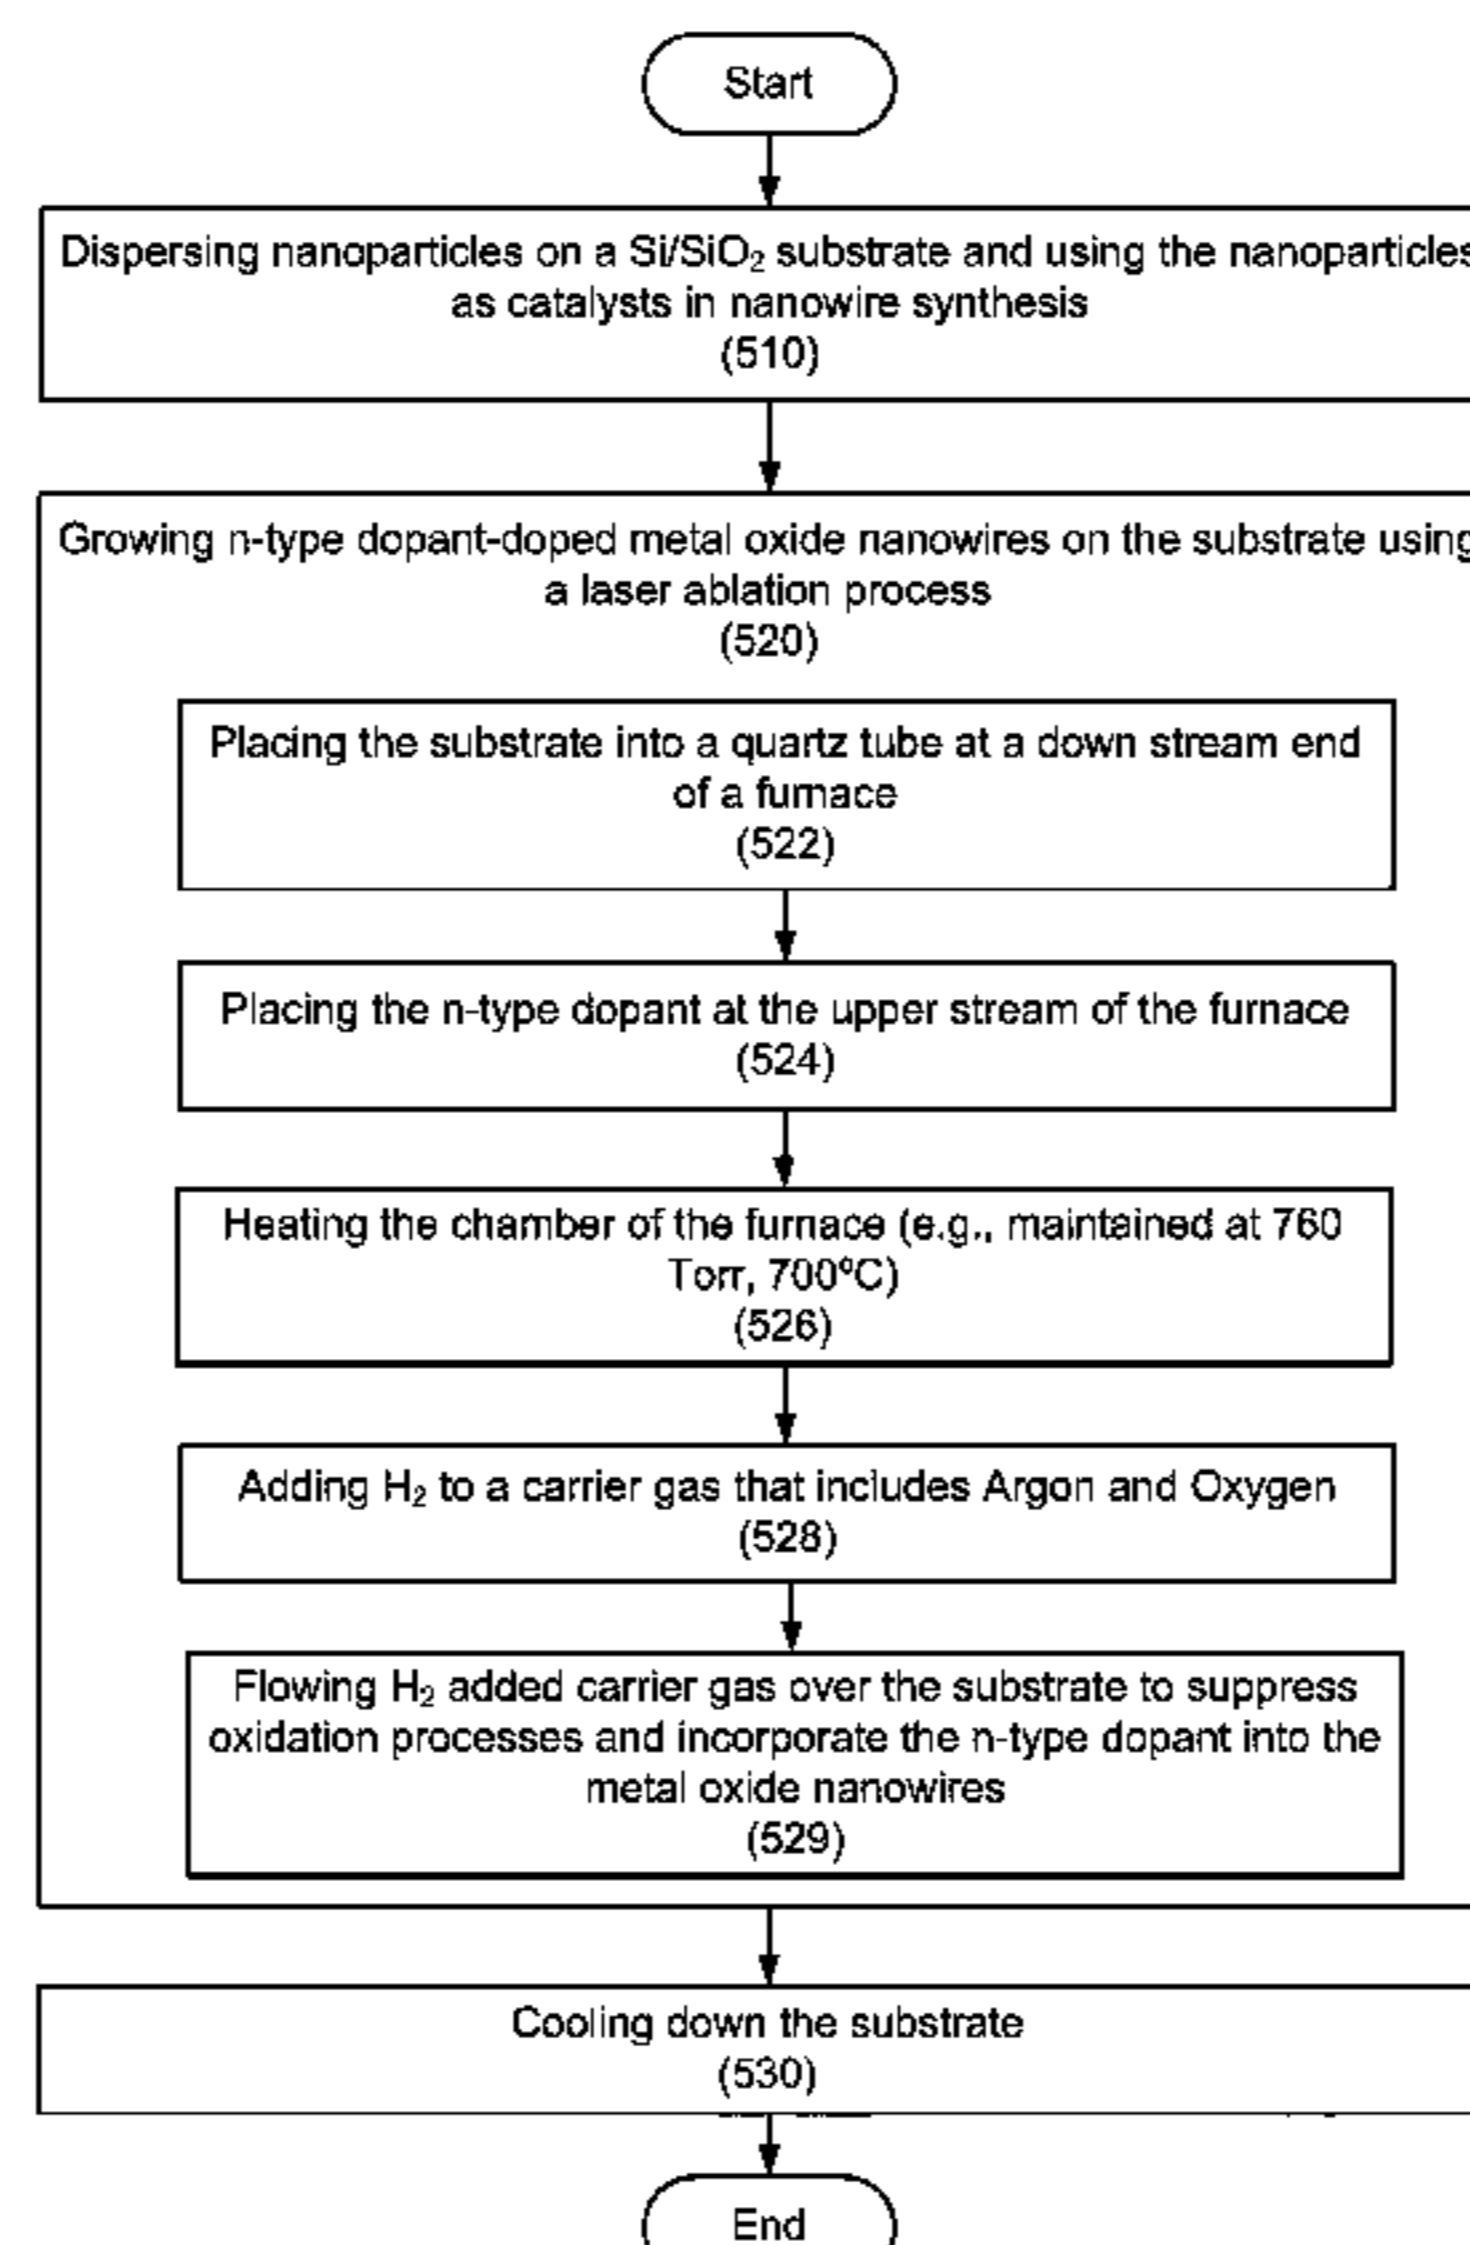 Start
Dispersing nanoparticles on a Si/SiO₂ substrate and using the nanoparticles
as catalysts in nanowire synthesis
(510)
Growing n-type dopant-doped metal oxide nanowires on the substrate using
a laser ablation process
(520)
Placing the substrate into a quartz tube at a down stream end
of a furnace
(522)
Placing the n-type dopant at the upper stream of the furnace
(524)
Heating the chamber of the furnace (e.g., maintained at 760
Torr, 700ºC)
(526)
Adding H₂ to a carrier gas that includes Argon and Oxygen
(528)
Flowing H₂ added carrier gas over the substrate to suppress
oxidation processes and incorporate the n-type dopant into the
metal oxide nanowires
(529)
Cooling down the substrate
(530)
End